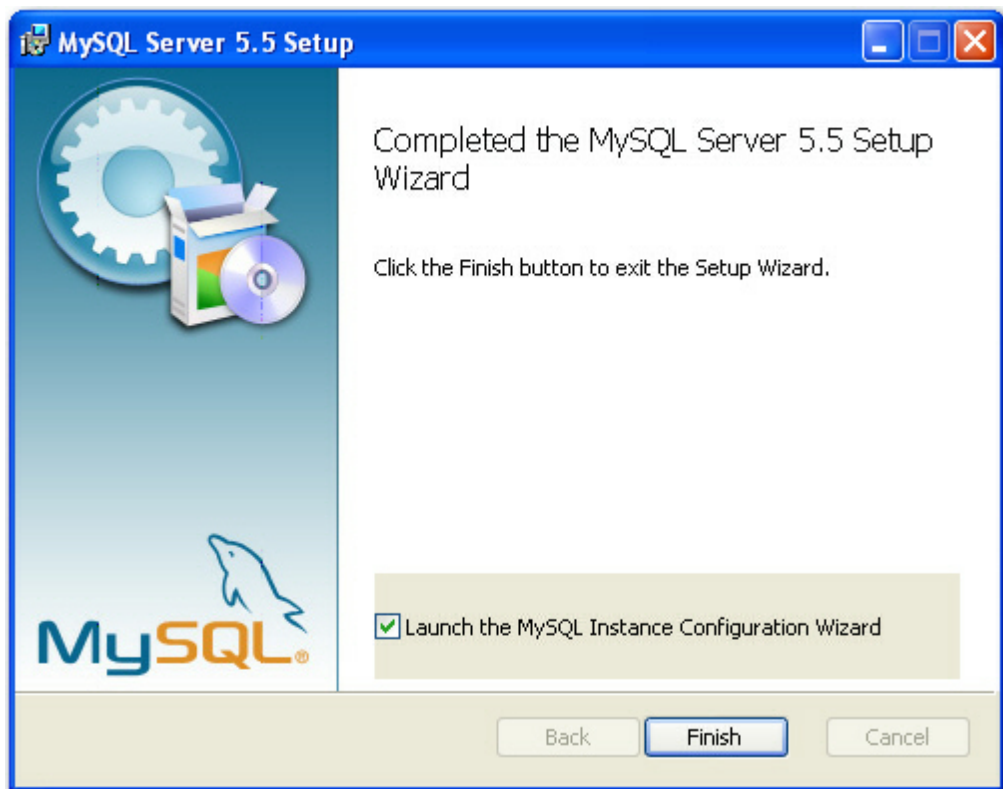 MySQL Server 5.5 Setup
Completed the MySQL Server 5.5 Setup
Wizard
Click the Finish button to exit the Setup Wizard.
Launch the MySQL Instance Configuration Wizard
MySQL®
Back Finish Cancel